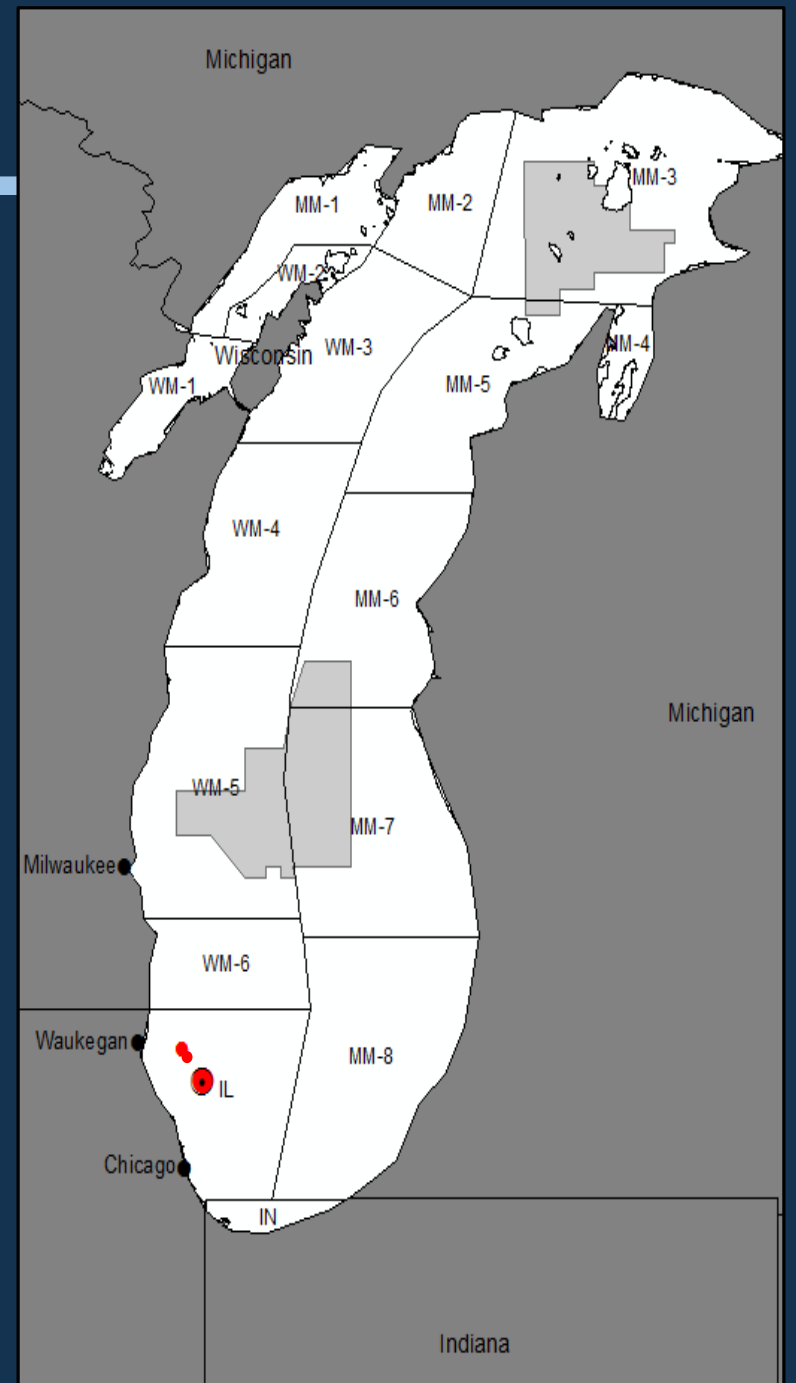 Michigan
MM-3
MM-1
MM-2
WM-2
WM-3
MM-4
Wisconsin
WM-1
MM-5
WM-4
MM-6
Michigan
WM-5
MM-7
Milwaukee
WM-6
Waukegan
MM-8
IL
Chicago
IN
Indiana